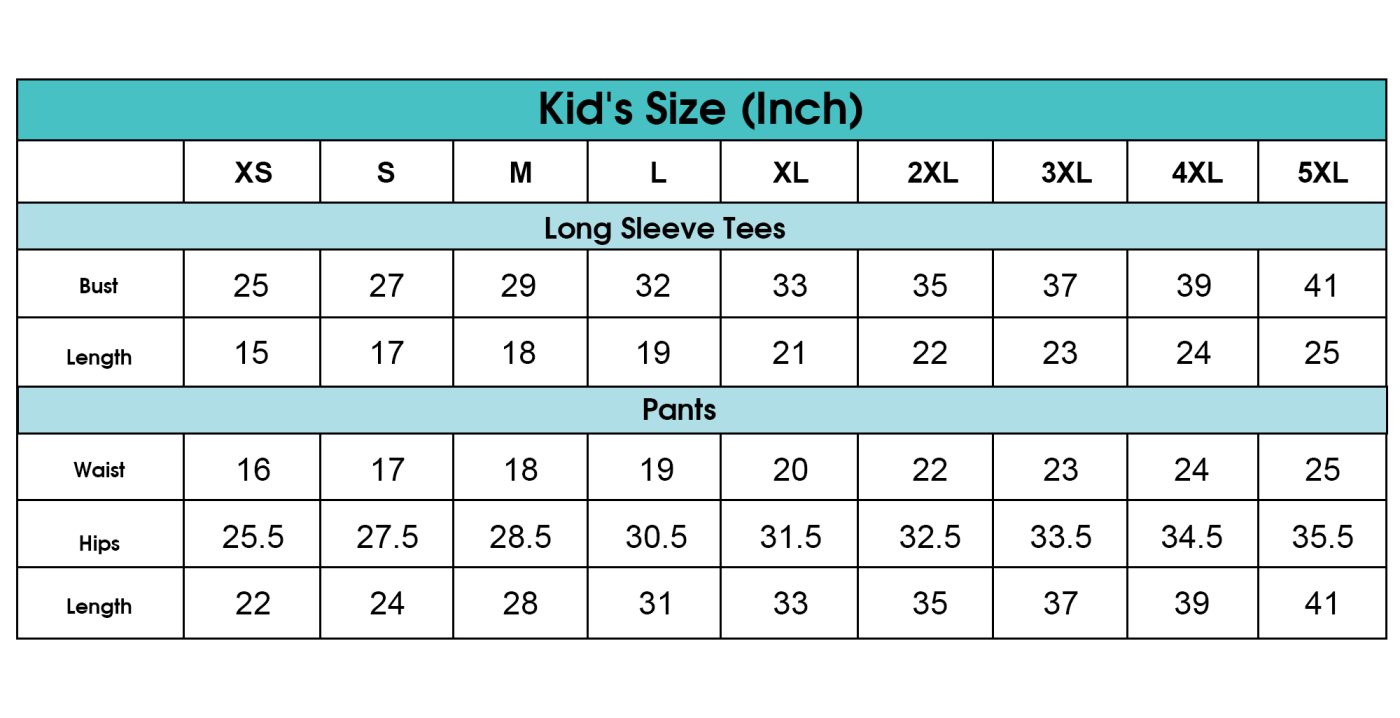 Kid's Size (Inch)
XS S M L XL 2XL 3XL 4XL 5XL
Long Sleeve Tees
Bust 25 27 29 32 33 35 37 39 41
Length 15 17 18 19 21 22 23 24 25
Pants
Waist 16 17 18 19 20 22 23 24 25
Hips 25.5 27.5 28.5 30.5 31.5 32.5 33.5 34.5 35.5
Length 22 24 28 31 33 35 37 39 41